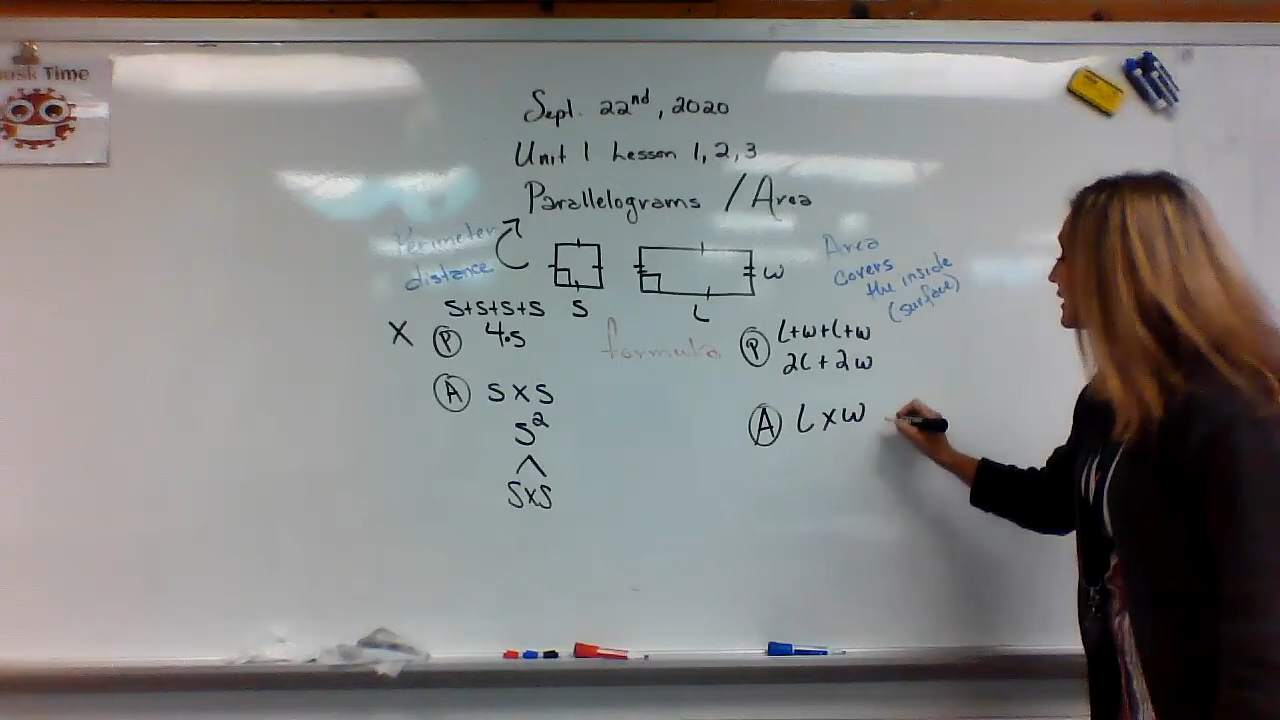 Time
Sept. 22nd, 2020
Unit 1 Lesson 1, 2, 3
Parallelograms / Area
Perimeter
distance
S
L
w
Area
covers
the inside
(surface)
S+S+S+S
X P 4·s
A S x S
S²
^
SxS
formula
P L+w+L+w
2L + 2w
A L x w